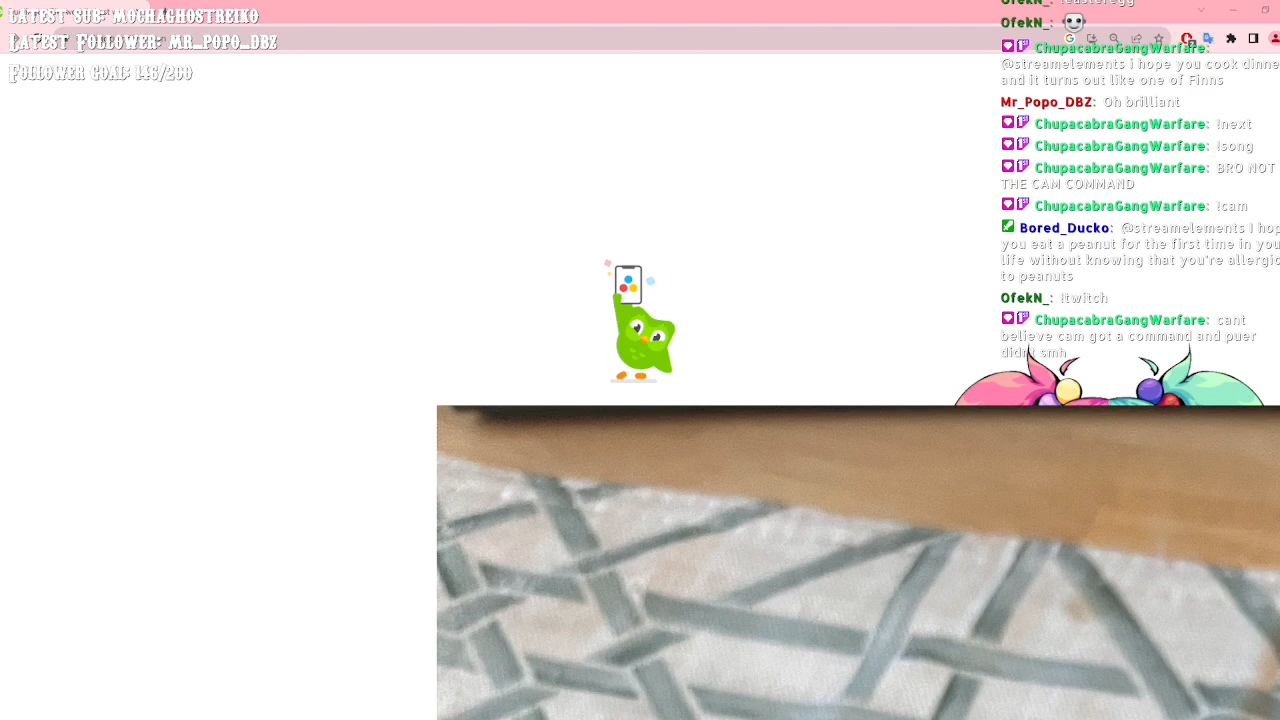 LATEST SUB: MOCHAGHOSTREIKO
LATEST FOLLOWER: MR_POPO_DBZ
FOLLOWER GOAL: 146/200
OfekN_: !easteregg
OfekN_:
ChupacabraGangWarfare:
@streamelements i hope you cook dinne
and it turns out like one of Finns
Mr_Popo_DBZ: Oh brilliant
ChupacabraGangWarfare: !next
ChupacabraGangWarfare: !song
ChupacabraGangWarfare: BRO NOT
THE CAM COMMAND
ChupacabraGangWarfare: !cam
Bored_Ducko: @streamelements I hop
you eat a peanut for the first time in you
life without knowing that you're allergic
to peanuts
OfekN_: !twitch
ChupacabraGangWarfare: cant
believe cam got a command and puer
didnt smh